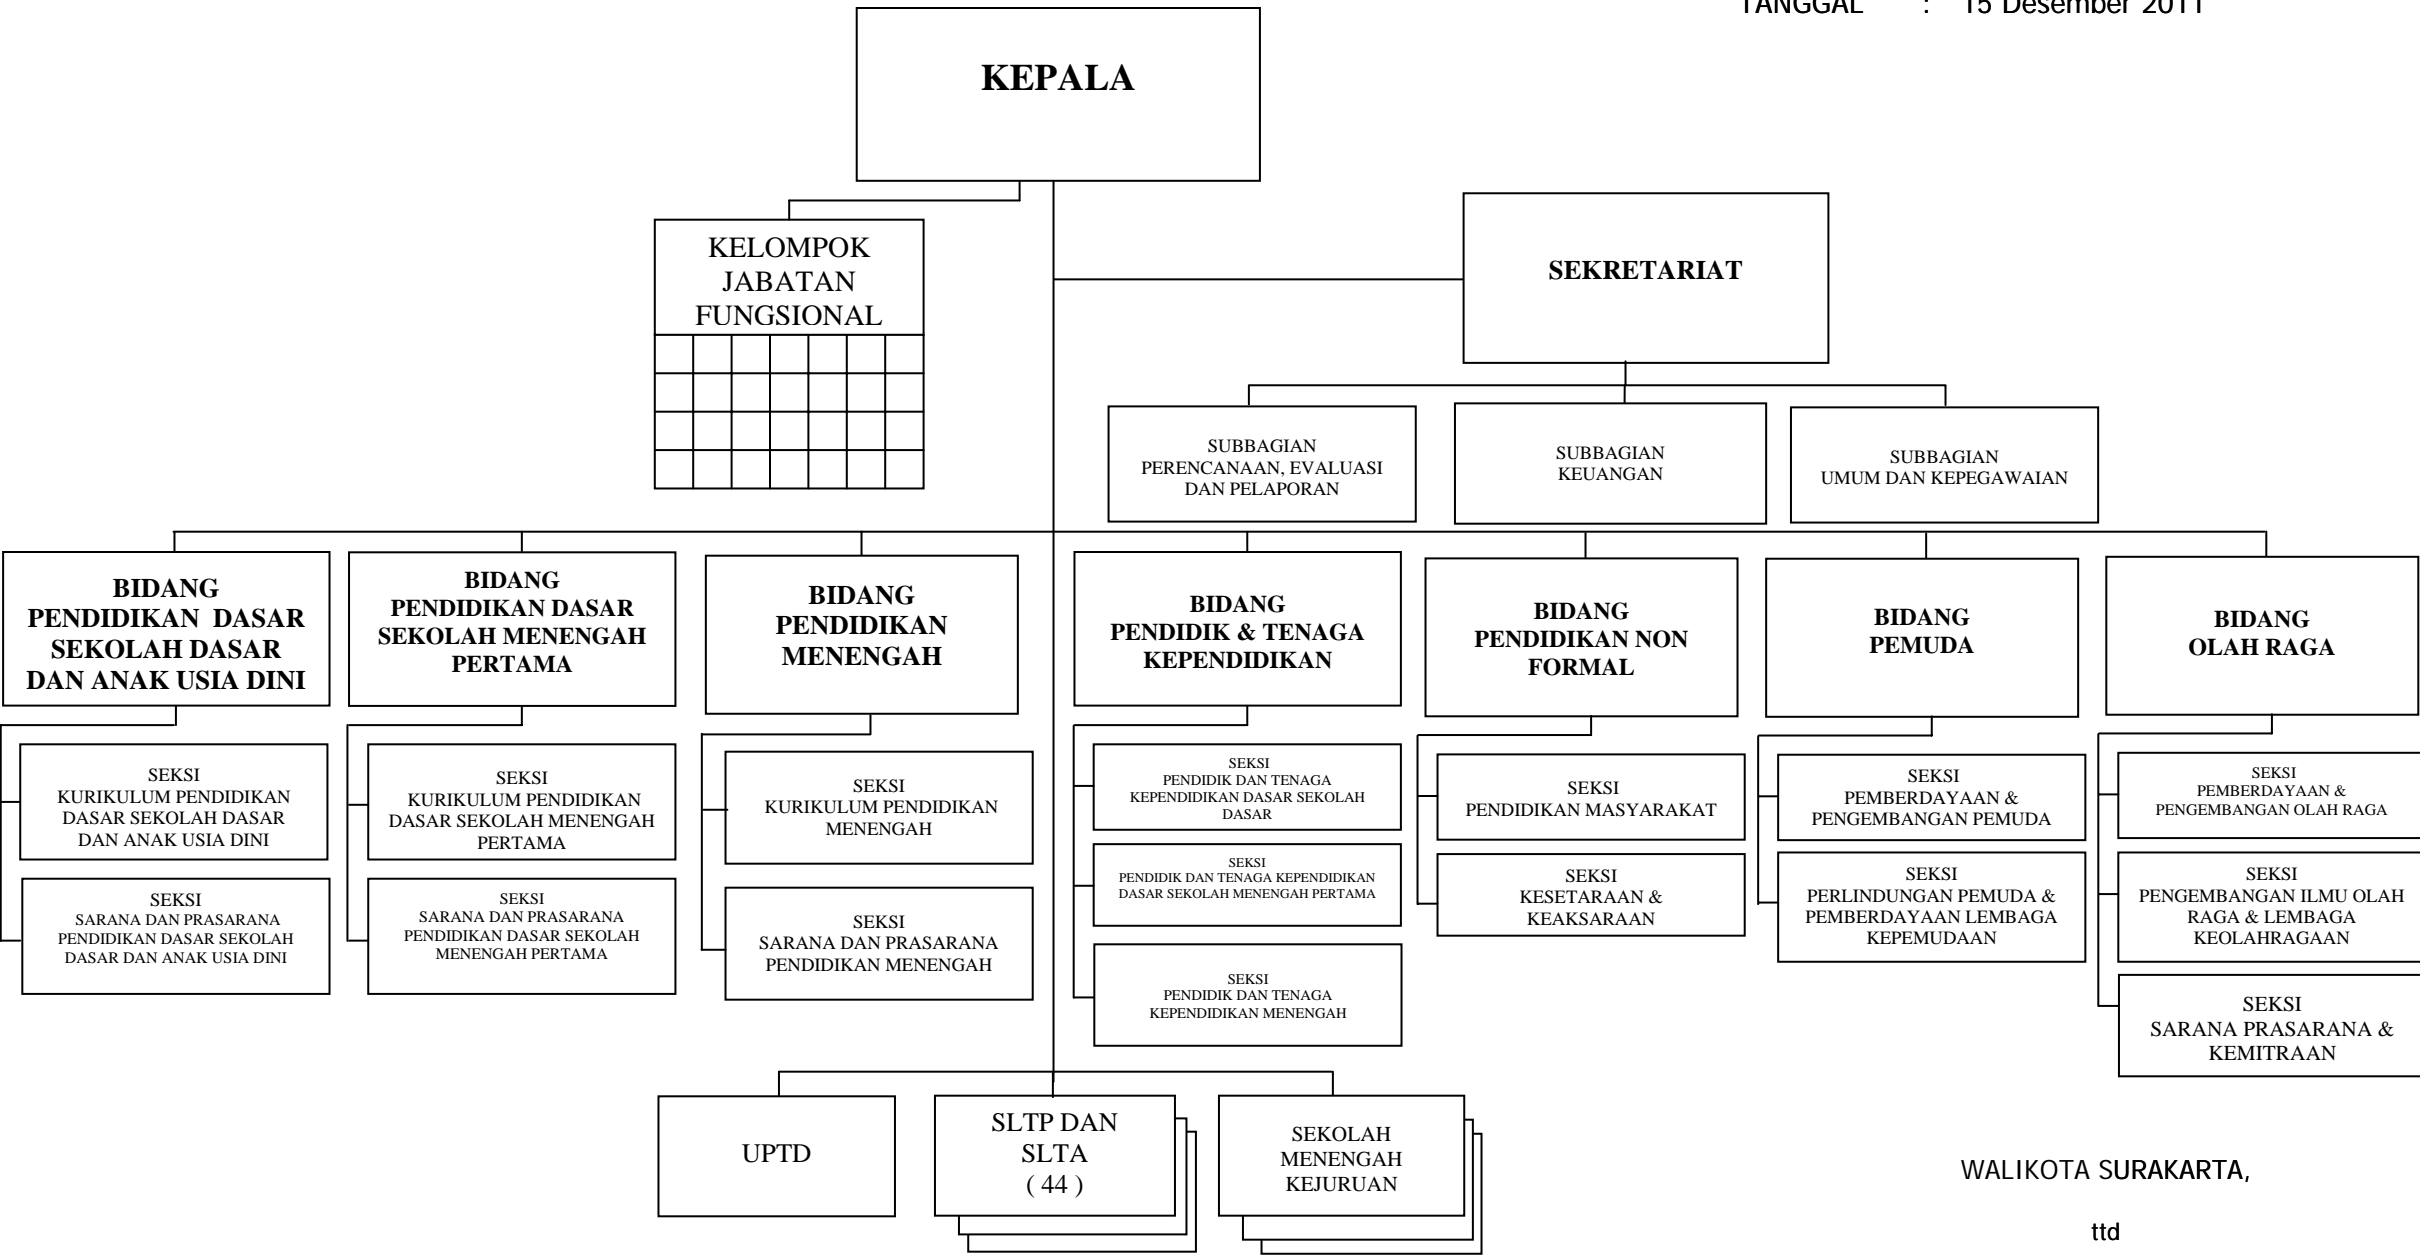 TANGGAL : 15 Desember 2011
KEPALA
KELOMPOK
JABATAN
FUNGSIONAL
SEKRETARIAT
SUBBAGIAN
PERENCANAAN, EVALUASI
DAN PELAPORAN
SUBBAGIAN
KEUANGAN
SUBBAGIAN
UMUM DAN KEPEGAWAIAN
BIDANG
PENDIDIKAN DASAR
SEKOLAH DASAR
DAN ANAK USIA DINI
BIDANG
PENDIDIKAN DASAR
SEKOLAH MENENGAH
PERTAMA
BIDANG
PENDIDIKAN
MENENGAH
BIDANG
PENDIDIK & TENAGA
KEPENDIDIKAN
BIDANG
PENDIDIKAN NON
FORMAL
BIDANG
PEMUDA
BIDANG
OLAH RAGA
SEKSI
KURIKULUM PENDIDIKAN
DASAR SEKOLAH DASAR
DAN ANAK USIA DINI
SEKSI
SARANA DAN PRASARANA
PENDIDIKAN DASAR SEKOLAH
DASAR DAN ANAK USIA DINI
SEKSI
KURIKULUM PENDIDIKAN
DASAR SEKOLAH MENENGAH
PERTAMA
SEKSI
SARANA DAN PRASARANA
PENDIDIKAN DASAR SEKOLAH
MENENGAH PERTAMA
SEKSI
KURIKULUM PENDIDIKAN
MENENGAH
SEKSI
SARANA DAN PRASARANA
PENDIDIKAN MENENGAH
SEKSI
PENDIDIK DAN TENAGA
KEPENDIDIKAN DASAR SEKOLAH
DASAR
SEKSI
PENDIDIK DAN TENAGA KEPENDIDIKAN
DASAR SEKOLAH MENENGAH PERTAMA
SEKSI
PENDIDIK DAN TENAGA
KEPENDIDIKAN MENENGAH
SEKSI
PENDIDIKAN MASYARAKAT
SEKSI
KESETARAAN &
KEAKSARAAN
SEKSI
PEMBERDAYAAN &
PENGEMBANGAN PEMUDA
SEKSI
PERLINDUNGAN PEMUDA &
PEMBERDAYAAN LEMBAGA
KEPEMUDAAN
SEKSI
PEMBERDAYAAN &
PENGEMBANGAN OLAH RAGA
SEKSI
PENGEMBANGAN ILMU OLAH
RAGA & LEMBAGA
KEOLAHRAGAAN
SEKSI
SARANA PRASARANA &
KEMITRAAN
UPTD
SLTP DAN
SLTA
( 44 )
SEKOLAH
MENENGAH
KEJURUAN
WALIKOTA SURAKARTA,
ttd